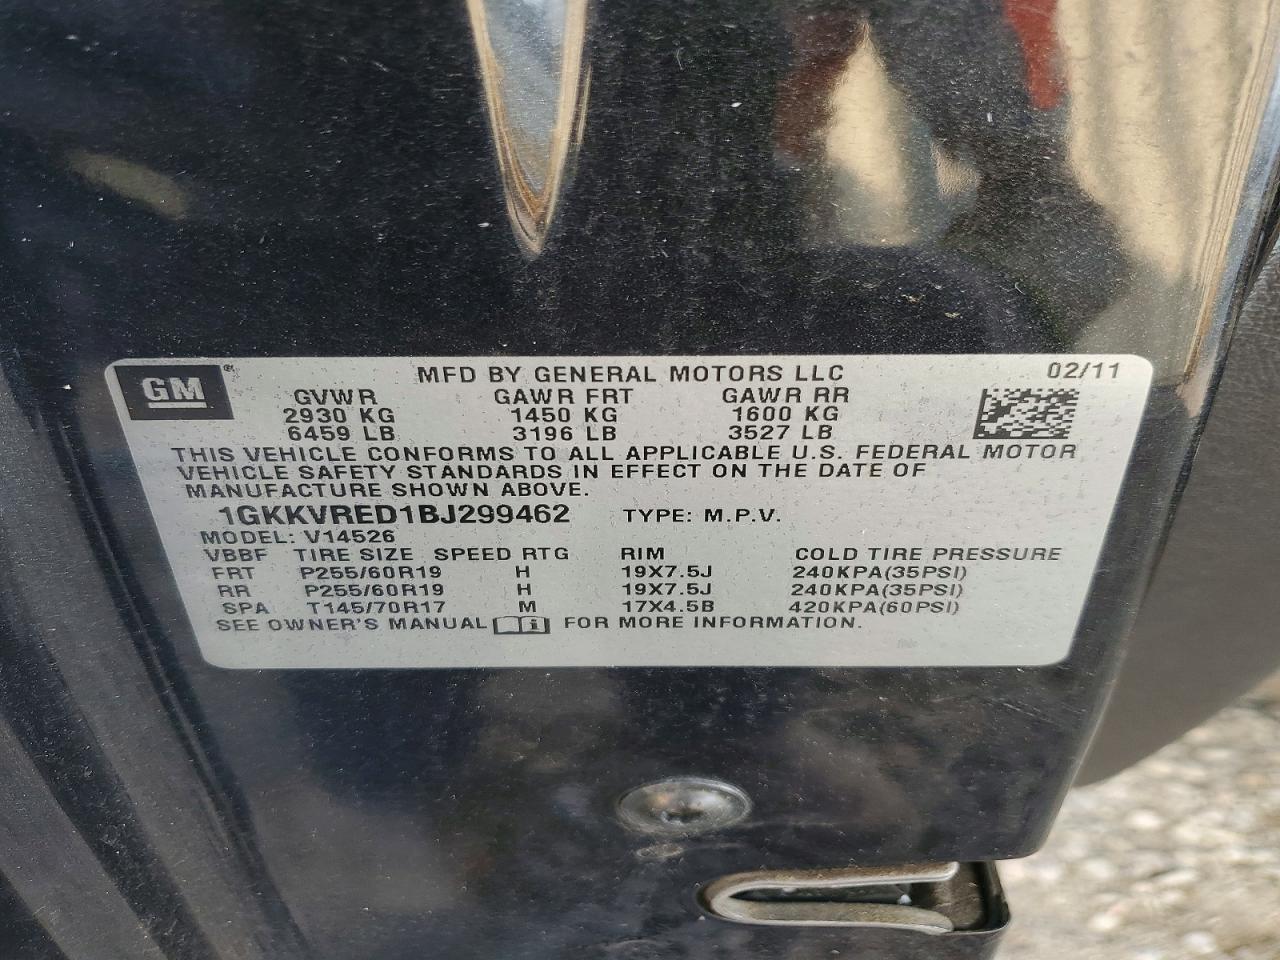 GM®
MFD BY GENERAL MOTORS LLC 02/11
GVWR GAWR FRT GAWR RR
2930 KG 1450 KG 1600 KG
6459 LB 3196 LB 3527 LB
THIS VEHICLE CONFORMS TO ALL APPLICABLE U.S. FEDERAL MOTOR
VEHICLE SAFETY STANDARDS IN EFFECT ON THE DATE OF
MANUFACTURE SHOWN ABOVE.
1GKKVRED1BJ299462 TYPE: M.P.V.
MODEL: V14526
VBBF TIRE SIZE SPEED RTG RIM COLD TIRE PRESSURE
FRT P255/60R19 H 19X7.5J 240KPA(35PSI)
RR P255/60R19 H 19X7.5J 240KPA(35PSI)
SPA T145/70R17 M 17X4.5B 420KPA(60PSI)
SEE OWNER'S MANUAL FOR MORE INFORMATION.